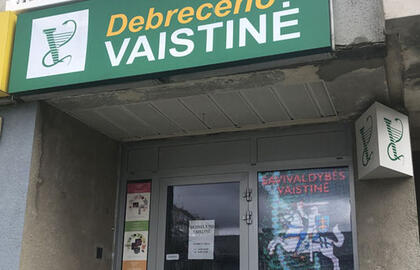 Debreceno
VAISTINĖ
SAVIVALDYBĖS
VAISTINĖ